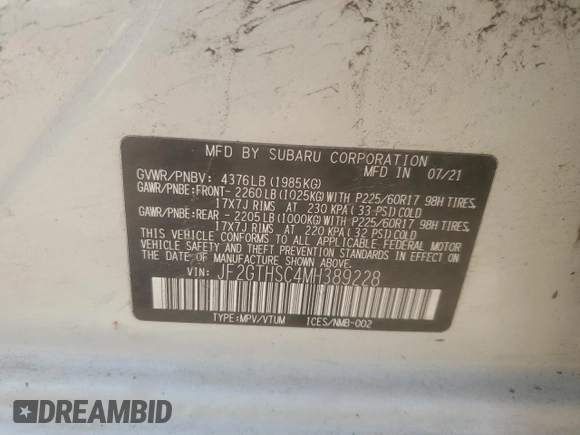 MFD BY SUBARU CORPORATION
MFD IN 07/21
GVWR/PNBV: 4376LB(1985KG)
GAWR/PNBE:FRONT- 2260LB(1025KG)WITH P225/60R17 98H TIRES,
17X7J RIMS AT 230 KPA(33 PSI)COLD
GAWR/PNBE:REAR - 2205LB(1000KG)WITH P225/60R17 98H TIRES,
17X7J RIMS AT 220 KPA(32 PSI)COLD
THIS VEHICLE CONFORMS TO ALL APPLICABLE FEDERAL MOTOR
VEHICLE SAFETY AND THEFT PREVENTION STANDARDS IN EFFECT ON
THE DATE OF MANUFACTURE SHOWN ABOVE.
VIN: JF2GTHSC4MH389228
TYPE:MPV/VTUM ICES/NMB-002
DREAMBID